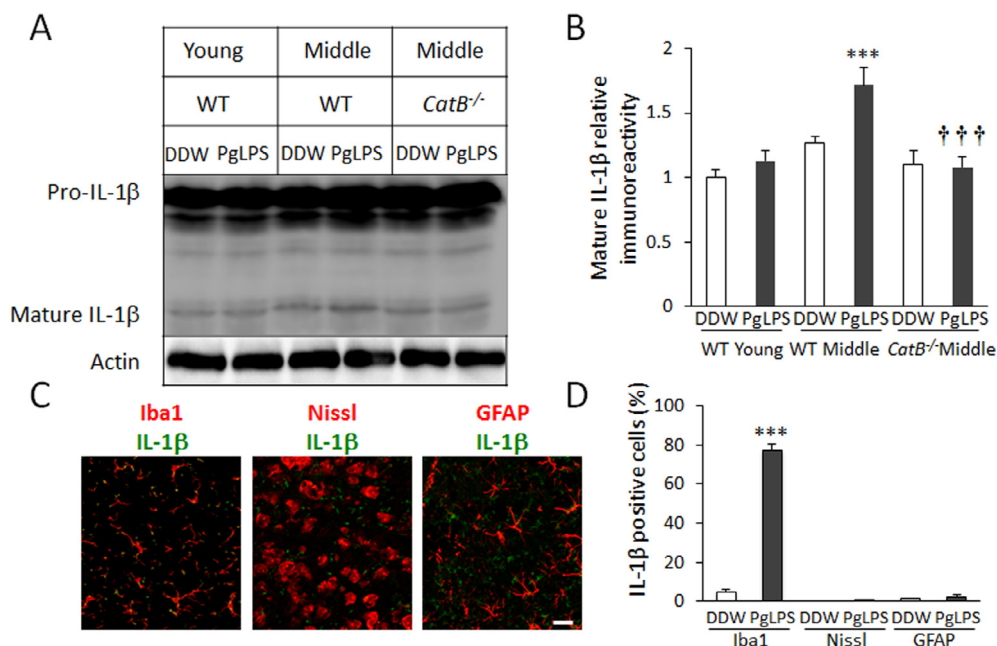 A
Young Middle Middle
WT WT CatB-/-
DDW PgLPS DDW PgLPS DDW PgLPS
Pro-IL-1β
Mature IL-1β
Actin
B
Mature IL-1β relative
immunoreactivity
2
1.5
1
0.5
0
***
†††
DDW PgLPS DDW PgLPS DDW PgLPS
WT Young WT Middle CatB-/-Middle
C
Iba1 Nissl GFAP
IL-1β IL-1β IL-1β
D
IL-1β positive cells (%)
100
80
60
40
20
0
***
DDW PgLPS DDW PgLPS DDW PgLPS
Iba1 Nissl GFAP